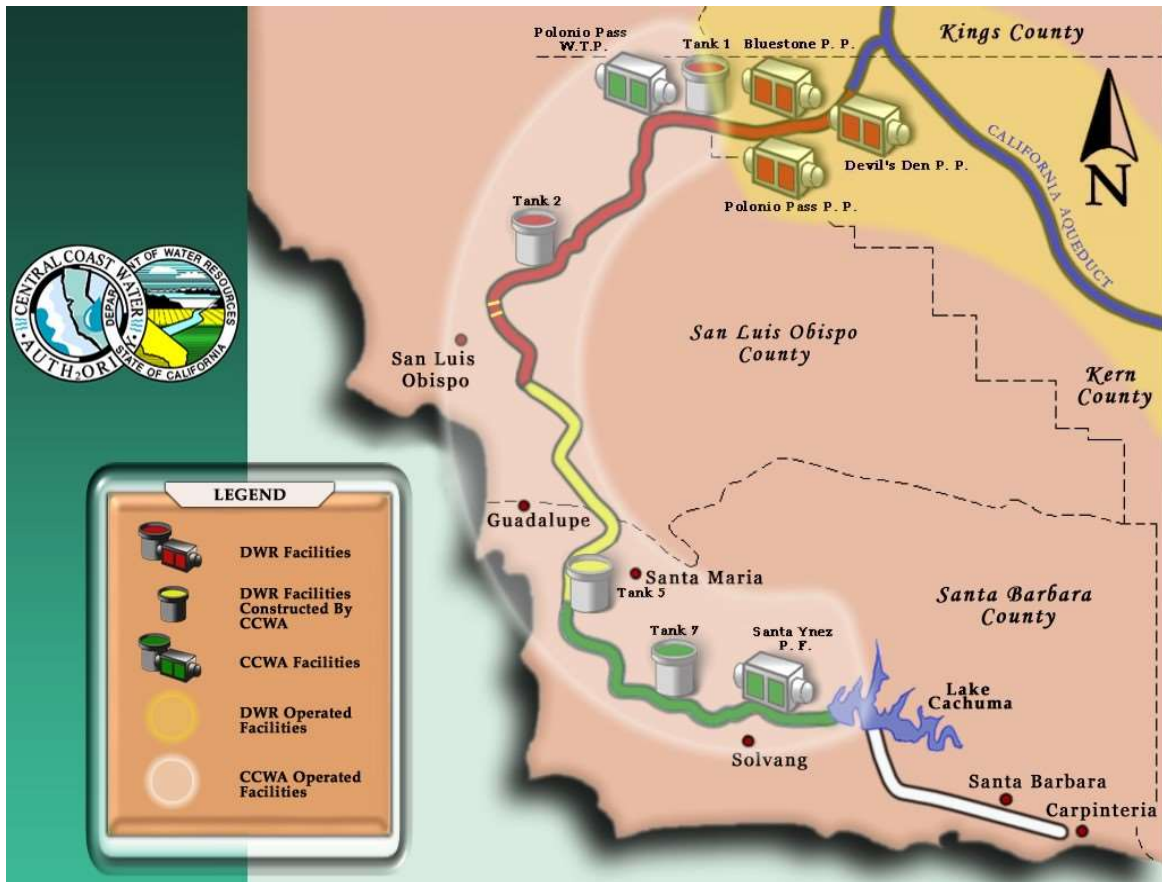 Kings County
Polonio Pass
W.T.P.
Tank 1
Bluestone P. P.
Devil's Den P. P.
Polonio Pass P. P.
CALIFORNIA AQUEDUCT
N
Tank 2
CENTRAL COAST WATER
AUTH2ORITY
DEPARTMENT OF WATER RESOURCES
STATE OF CALIFORNIA
San Luis
Obispo
San Luis Obispo
County
Kern
County
LEGEND
DWR Facilities
DWR Facilities
Constructed By
CCWA
CCWA Facilities
DWR Operated
Facilities
CCWA Operated
Facilities
Guadalupe
Santa Maria
Tank 5
Santa Barbara
County
Tank 7
Santa Ynez
P. F.
Lake
Cachuma
Solvang
Santa Barbara
Carpinteria